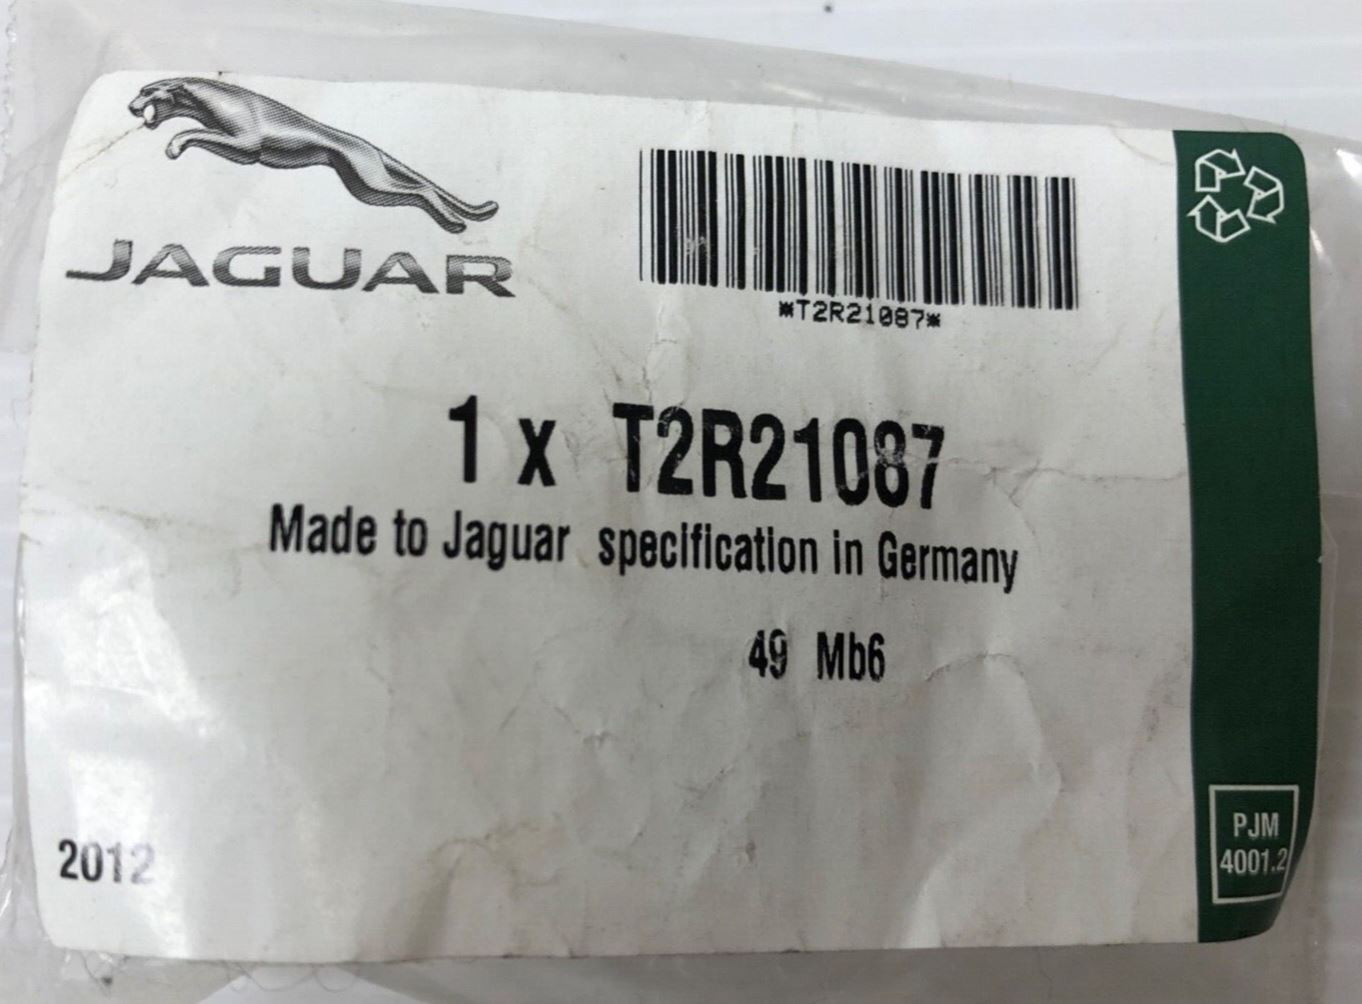 JAGUAR
*T2R21087*
1 x T2R21087
Made to Jaguar specification in Germany
49 Mb6
2012
PJM
4001.2